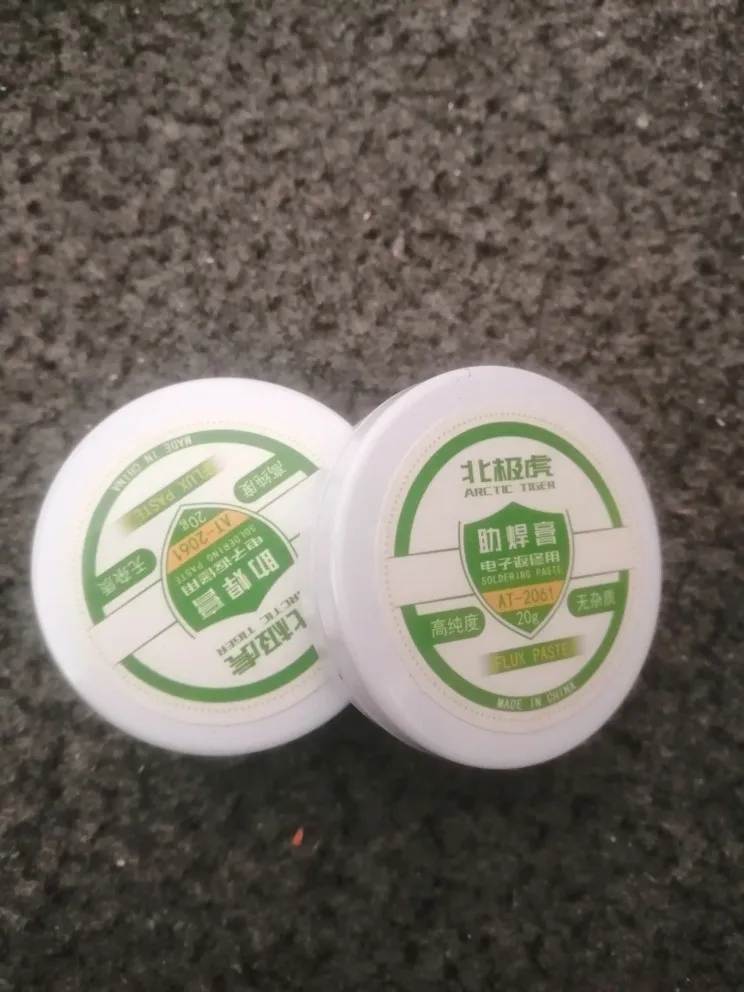 北极虎
ARCTIC TIGER
助焊膏
电子返修用
SOLDERING PASTE
AT-2061
20g
高纯度
无杂质
FLUX PASTE
MADE IN CHINA
北极虎
ARCTIC TIGER
助焊膏
电子返修用
SOLDERING PASTE
AT-2061
20g
无杂质
高纯度
FLUX PASTE
MADE IN CHINA